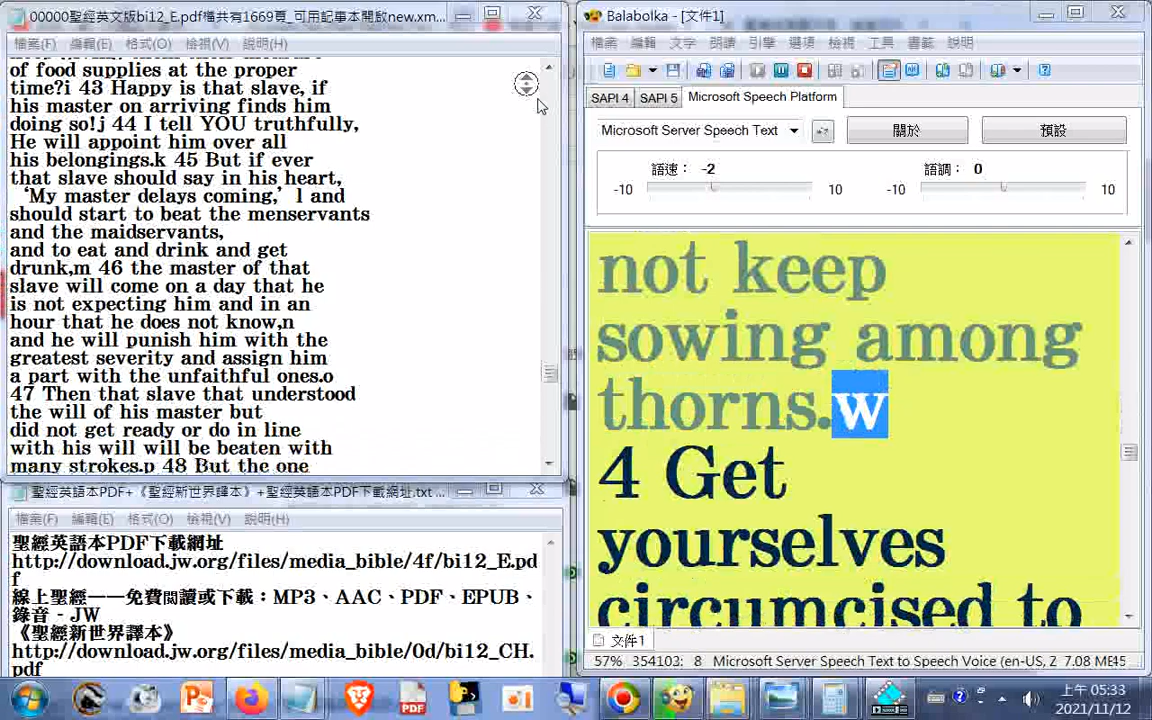 00000聖經英文版bi12_E.pdf檔共有1669頁_可用記事本開啟new.xm...
檔案(F) 編輯(E) 格式(O) 檢視(V) 說明(H)
of food supplies at the proper
time?i 43 Happy is that slave, if
his master on arriving finds him
doing so!j 44 I tell YOU truthfully,
He will appoint him over all
his belongings.k 45 But if ever
that slave should say in his heart,
‘My master delays coming,’ l and
should start to beat the menservants
and the maidservants,
and to eat and drink and get
drunk,m 46 the master of that
slave will come on a day that he
is not expecting him and in an
hour that he does not know,n
and he will punish him with the
greatest severity and assign him
a part with the unfaithful ones.o
47 Then that slave that understood
the will of his master but
did not get ready or do in line
with his will will be beaten with
many strokes.p 48 But the one
聖經英語本PDF+《聖經新世界譯本》+聖經英語本PDF下載網址.txt ...
檔案(F) 編輯(E) 格式(O) 檢視(V) 說明(H)
聖經英語本PDF下載網址
http://download.jw.org/files/media_bible/4f/bi12_E.pd
f
線上聖經——免費閱讀或下載：MP3、AAC、PDF、EPUB、
錄音 - JW
《聖經新世界譯本》
http://download.jw.org/files/media_bible/0d/bi12_CH.
pdf
Balabolka - [文件1]
檔案 編輯 文字 朗讀 引擎 選項 檢視 工具 書籤 說明
SAPI 4 SAPI 5 Microsoft Speech Platform
Microsoft Server Speech Text 關於 預設
語速： -2 語調： 0
-10 10 -10 10
not keep
sowing among
thorns.w
4 Get
yourselves
circumcised to
文件1
57% 354103: 8 Microsoft Server Speech Text to Speech Voice (en-US, Z 7.08 ME45
上午 05:33
2021/11/12